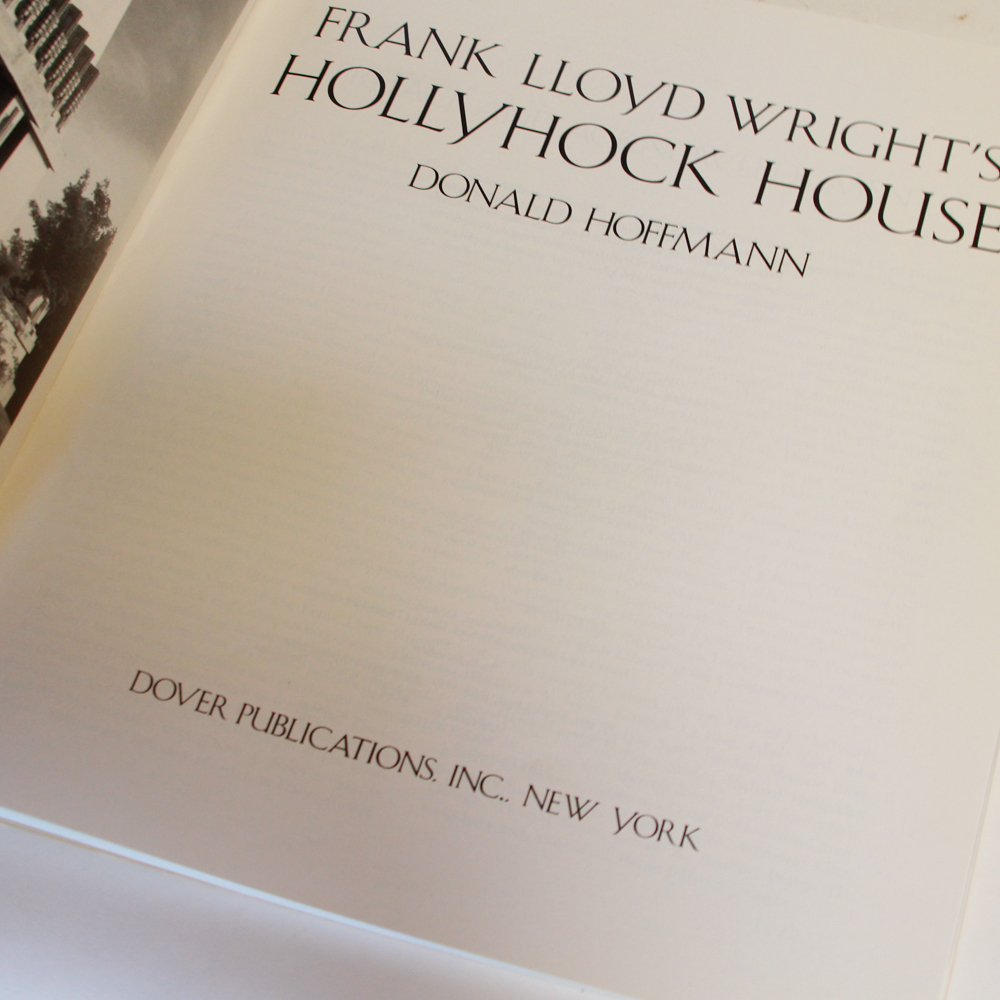 FRANK LLOYD WRIGHT'S
HOLLYHOCK HOUSE
DONALD HOFFMANN
DOVER PUBLICATIONS, INC., NEW YORK